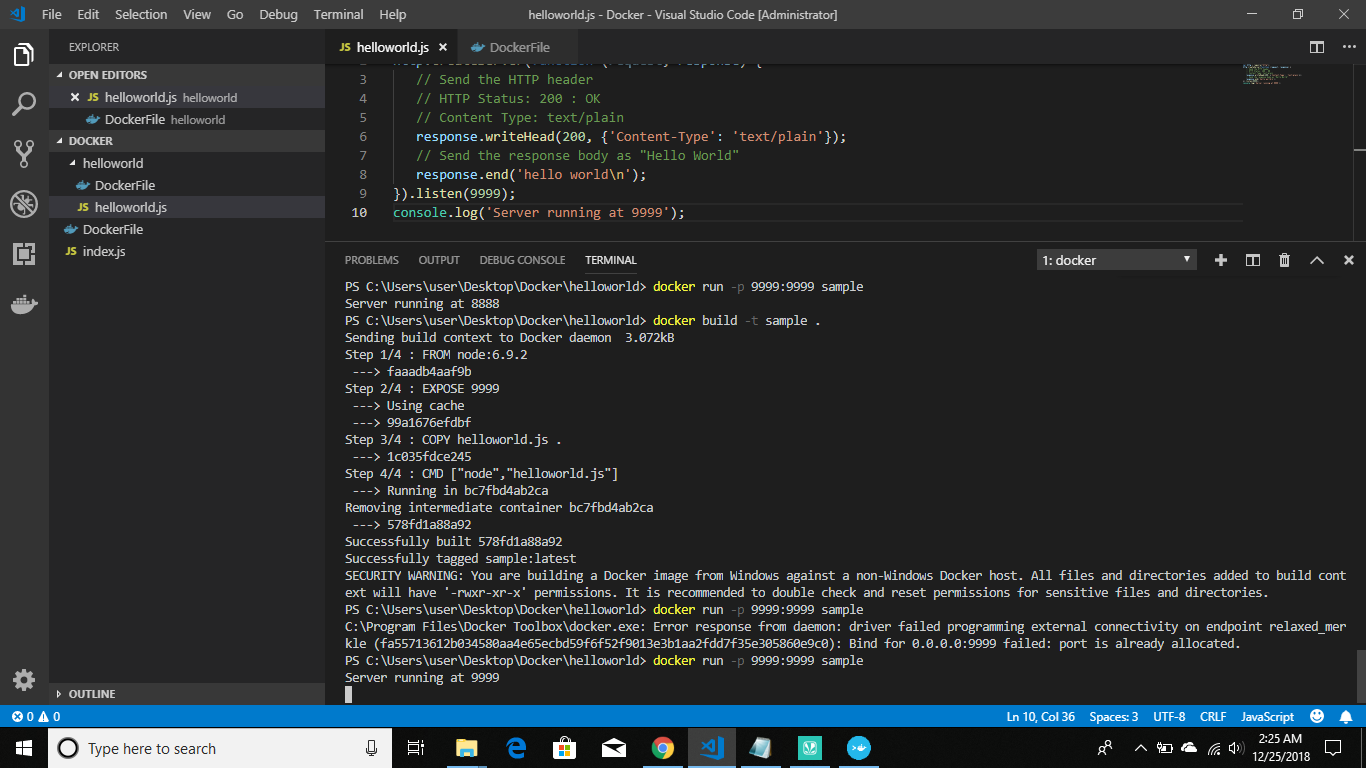 File Edit Selection View Go Debug Terminal Help helloworld.js - Docker - Visual Studio Code [Administrator]
EXPLORER
OPEN EDITORS
JS helloworld.js helloworld
DockerFile helloworld
DOCKER
helloworld
DockerFile
JS helloworld.js
DockerFile
JS index.js
OUTLINE
JS helloworld.js DockerFile
3 // Send the HTTP header
4 // HTTP Status: 200 : OK
5 // Content Type: text/plain
6 response.writeHead(200, {'Content-Type': 'text/plain'});
7 // Send the response body as "Hello World"
8 response.end('hello world\n');
9 }).listen(9999);
10 console.log('Server running at 9999');
PROBLEMS OUTPUT DEBUG CONSOLE TERMINAL 1: docker
PS C:\Users\user\Desktop\Docker\helloworld> docker run -p 9999:9999 sample
Server running at 8888
PS C:\Users\user\Desktop\Docker\helloworld> docker build -t sample .
Sending build context to Docker daemon  3.072kB
Step 1/4 : FROM node:6.9.2
---> faaadb4aaf9b
Step 2/4 : EXPOSE 9999
---> Using cache
---> 99a1676efdbf
Step 3/4 : COPY helloworld.js .
---> 1c035fdce245
Step 4/4 : CMD ["node","helloworld.js"]
---> Running in bc7fbd4ab2ca
Removing intermediate container bc7fbd4ab2ca
---> 578fd1a88a92
Successfully built 578fd1a88a92
Successfully tagged sample:latest
SECURITY WARNING: You are building a Docker image from Windows against a non-Windows Docker host. All files and directories added to build cont
ext will have '-rwxr-xr-x' permissions. It is recommended to double check and reset permissions for sensitive files and directories.
PS C:\Users\user\Desktop\Docker\helloworld> docker run -p 9999:9999 sample
C:\Program Files\Docker Toolbox\docker.exe: Error response from daemon: driver failed programming external connectivity on endpoint relaxed_mer
kle (fa55713612b034580aa4e65ecbd59f6f52f9013e3b1aa2fdd7f35e305860e9c0): Bind for 0.0.0.0:9999 failed: port is already allocated.
PS C:\Users\user\Desktop\Docker\helloworld> docker run -p 9999:9999 sample
Server running at 9999
0 0 Ln 10, Col 36 Spaces: 3 UTF-8 CRLF JavaScript
Type here to search
2:25 AM
12/25/2018